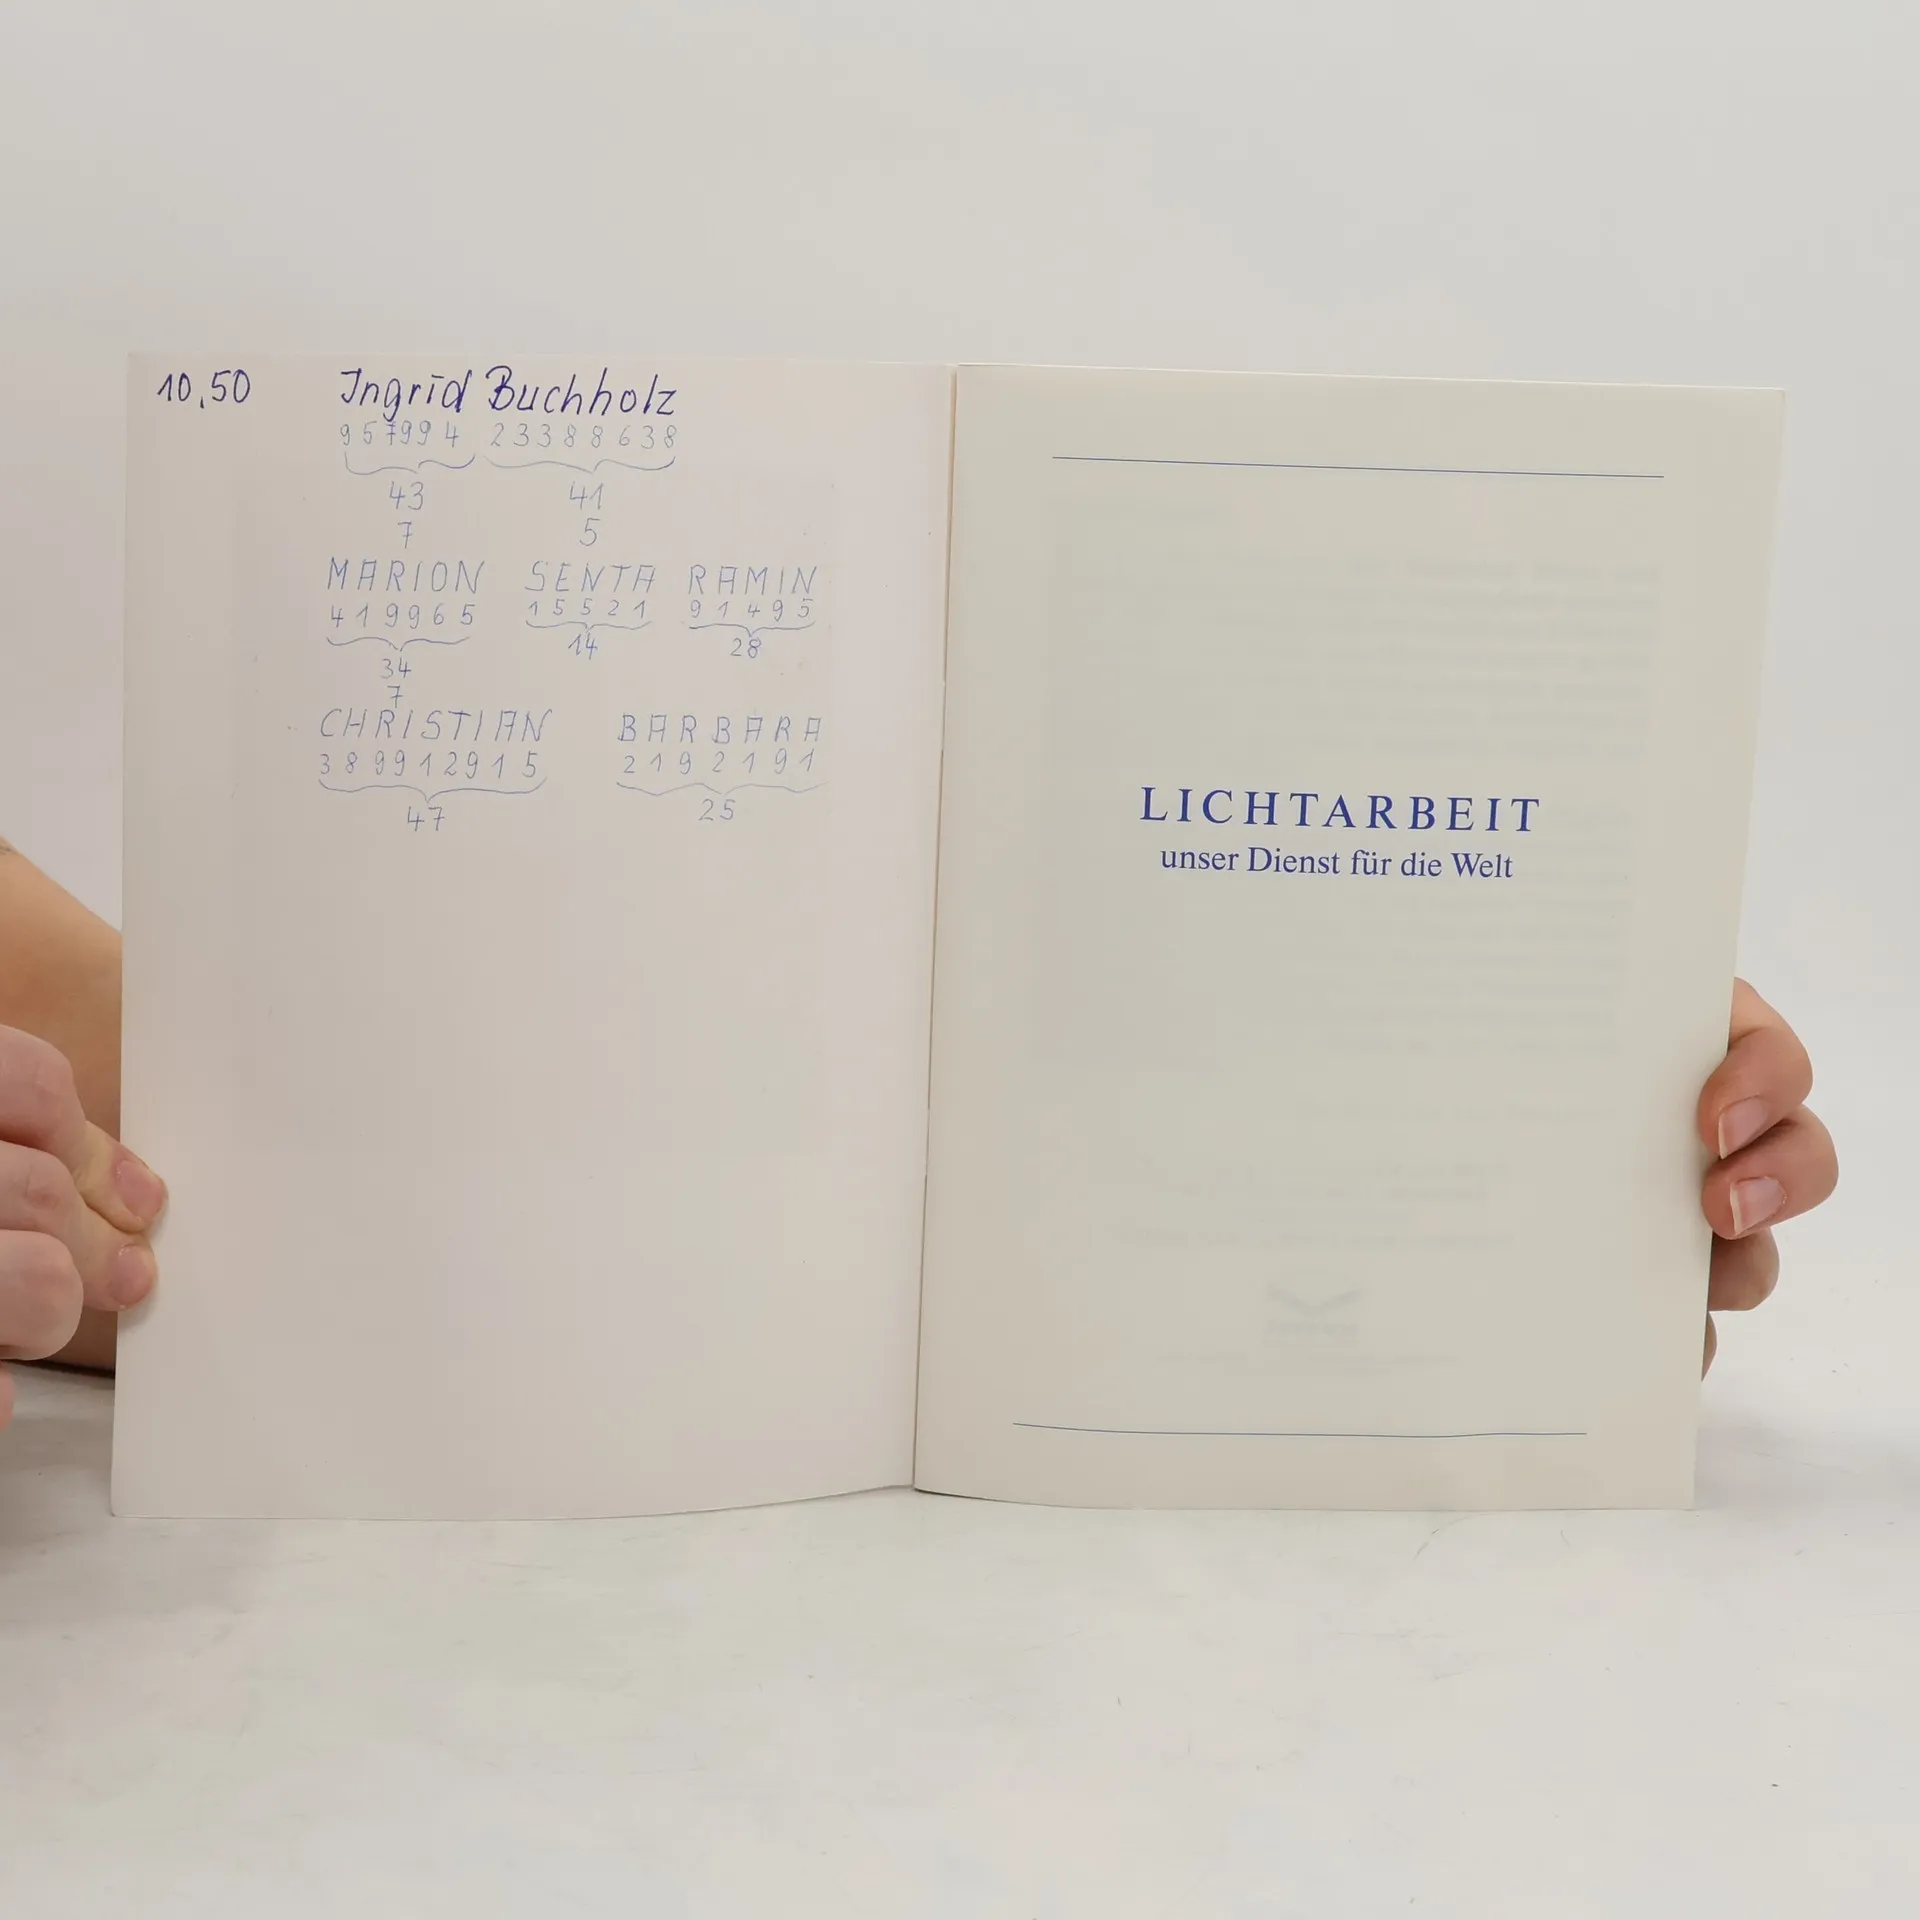 10,50 Ingrid Buchholz
957994 23388638
43 41
7 5
MARION SENTA RAMIN
419965 15521 91495
14 28
34
7
CHRISTIAN BARBARA
389912915 2192191
47 25
LICHTARBEIT
unser Dienst für die Welt